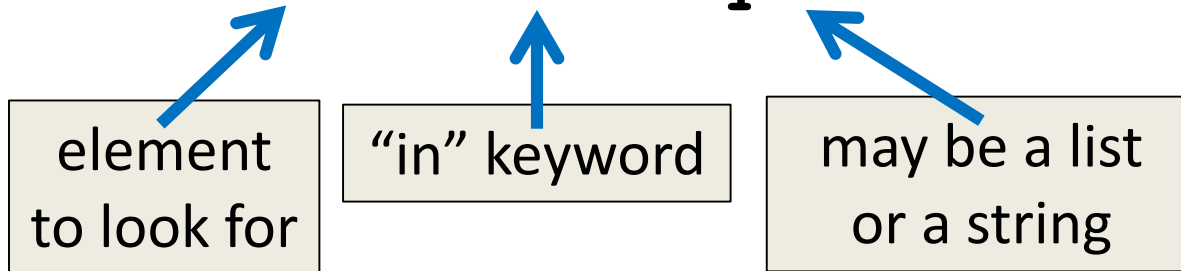 element
to look for
“in” keyword
may be a list
or a string